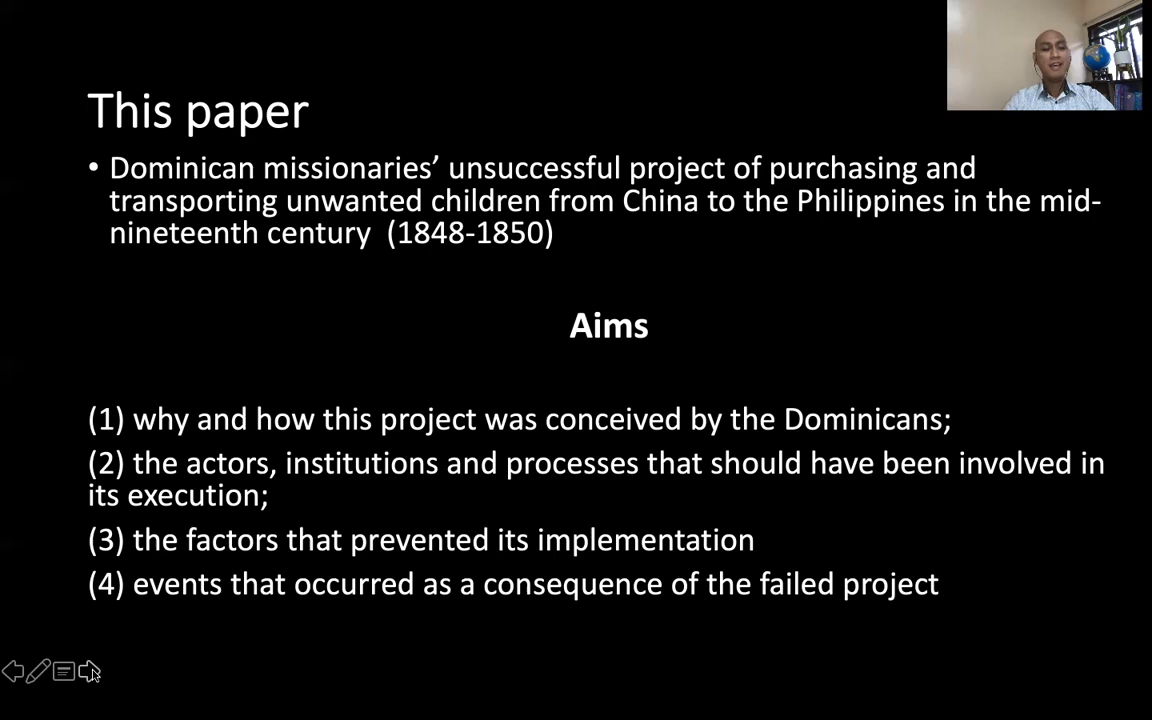 This paper
• Dominican missionaries’ unsuccessful project of purchasing and
transporting unwanted children from China to the Philippines in the mid-
nineteenth century (1848-1850)
Aims
(1) why and how this project was conceived by the Dominicans;
(2) the actors, institutions and processes that should have been involved in
its execution;
(3) the factors that prevented its implementation
(4) events that occurred as a consequence of the failed project